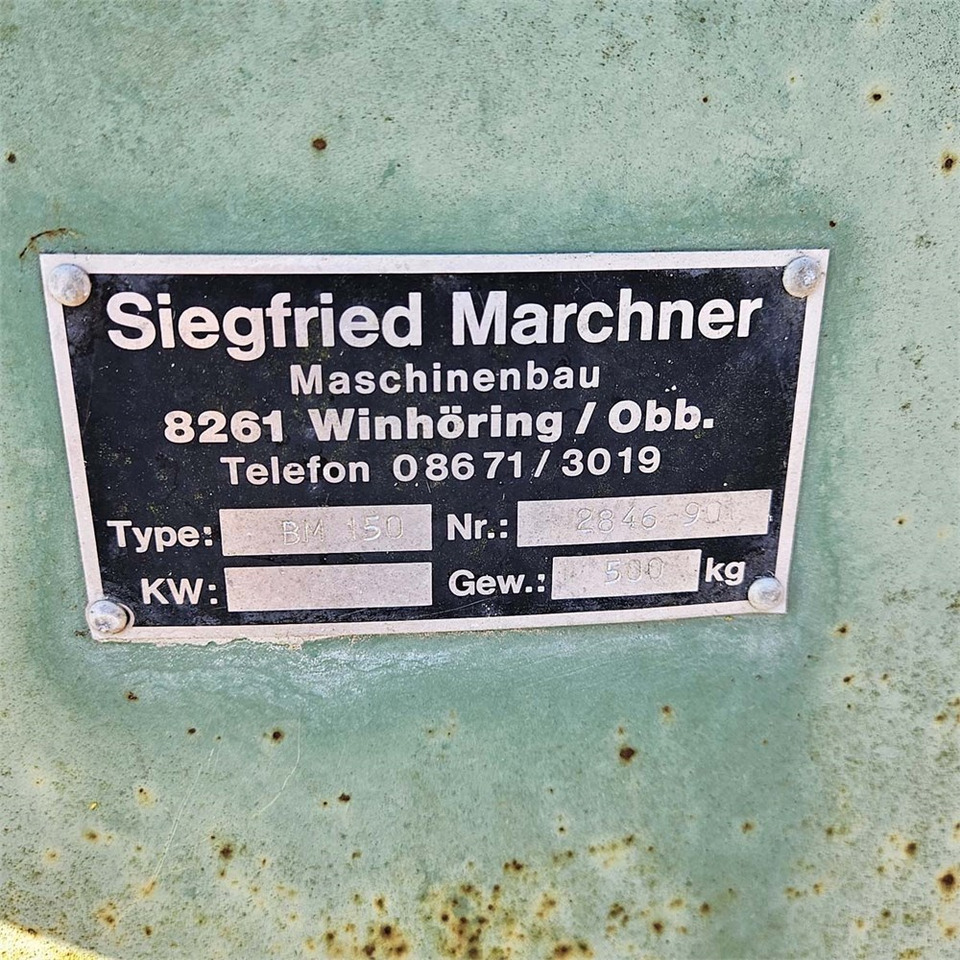 Siegfried Marchner
Maschinenbau
8261 Winhöring / Obb.
Telefon 08671/3019
Type: BM 150 Nr.: 2846-90
KW: Gew.: 500 kg